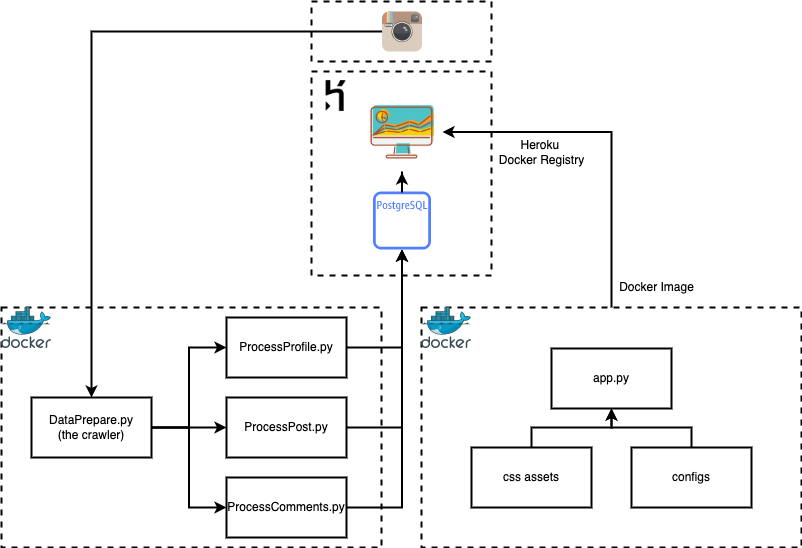 Heroku
Docker Registry
PostgreSQL
Docker Image
docker
docker
ProcessProfile.py
app.py
DataPrepare.py
(the crawler)
ProcessPost.py
css assets
configs
ProcessComments.py